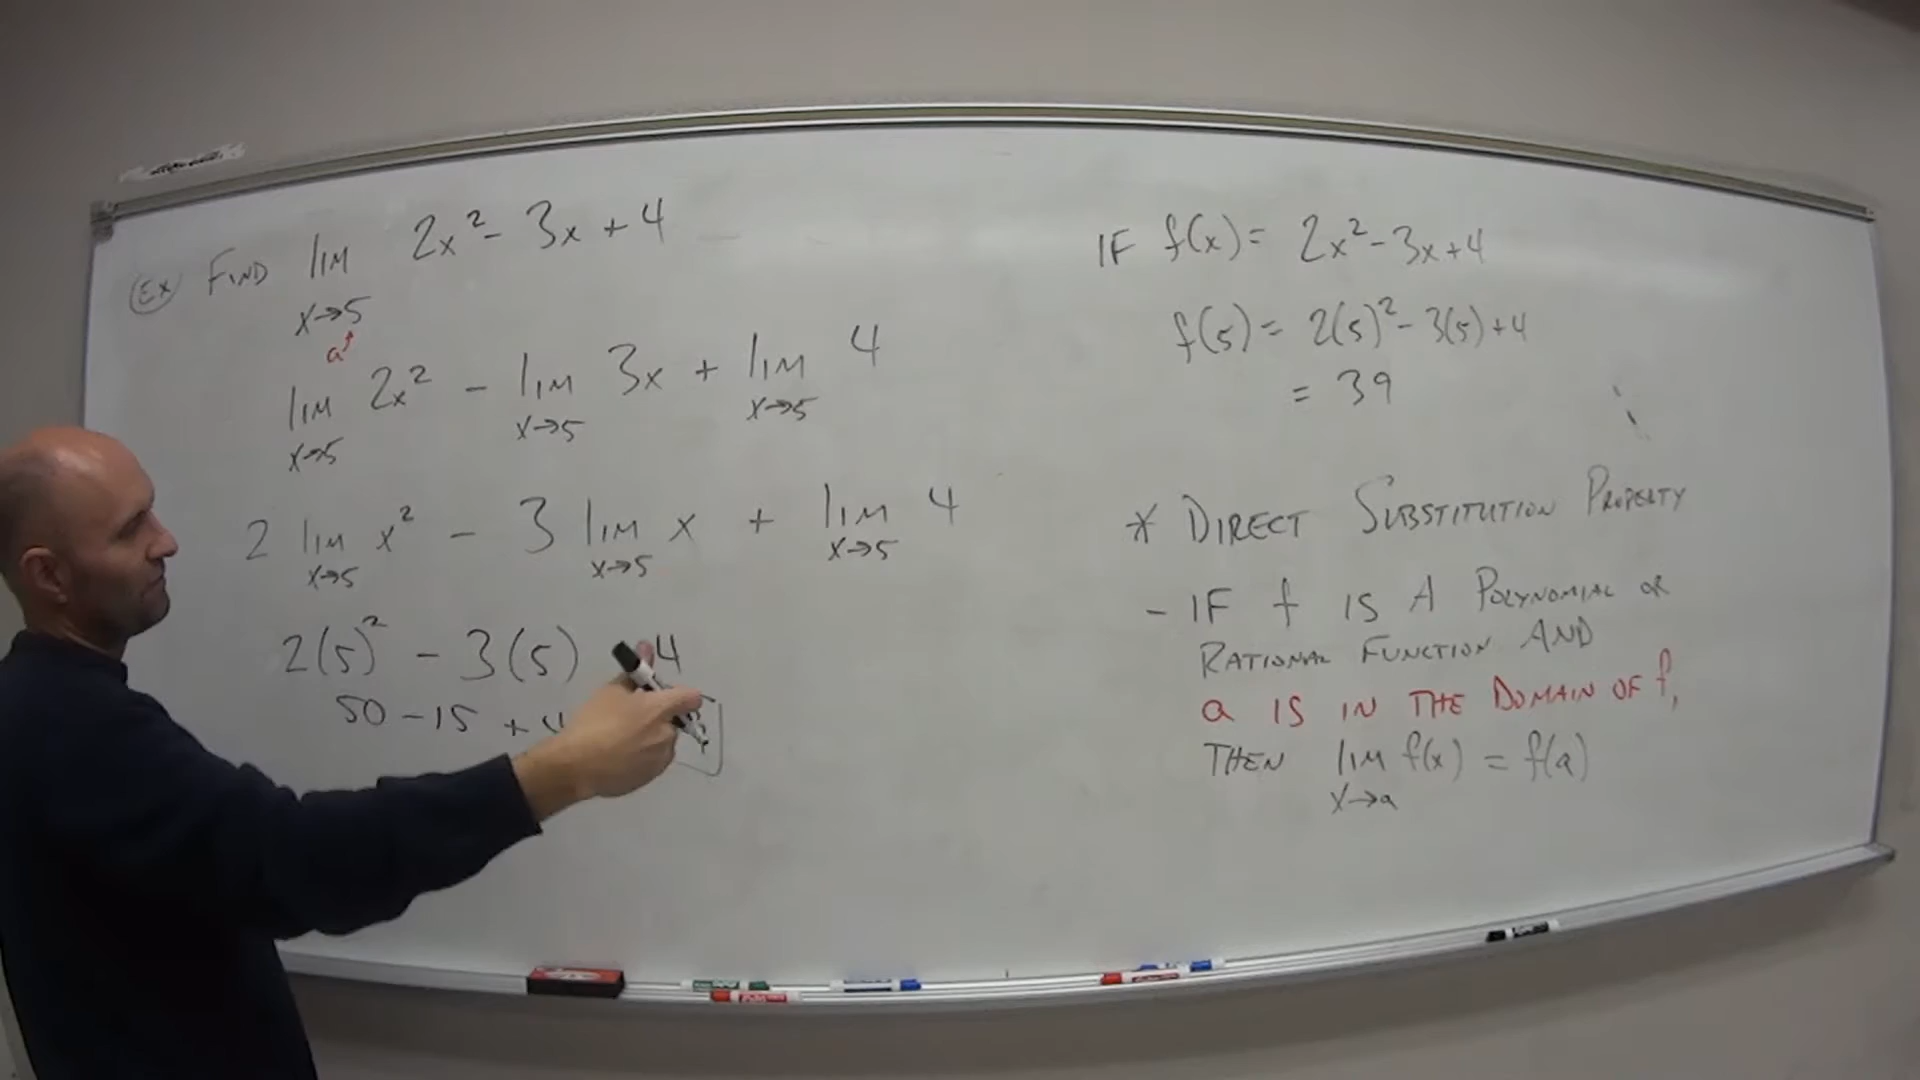 Ex FIND lim 2x² - 3x + 4
x→5
a↑
lim 2x² - lim 3x + lim 4
x→5 x→5 x→5
2 lim x² - 3 lim x + lim 4
x→5 x→5 x→5
2(5)² - 3(5) 4
50 - 15 + 4
IF f(x) = 2x² - 3x + 4
f(5) = 2(5)² - 3(5) + 4
= 39
* DIRECT SUBSTITUTION PROPERTY
- IF f IS A POLYNOMIAL OR
RATIONAL FUNCTION AND
a IS IN THE DOMAIN OF f,
THEN lim f(x) = f(a)
x→a